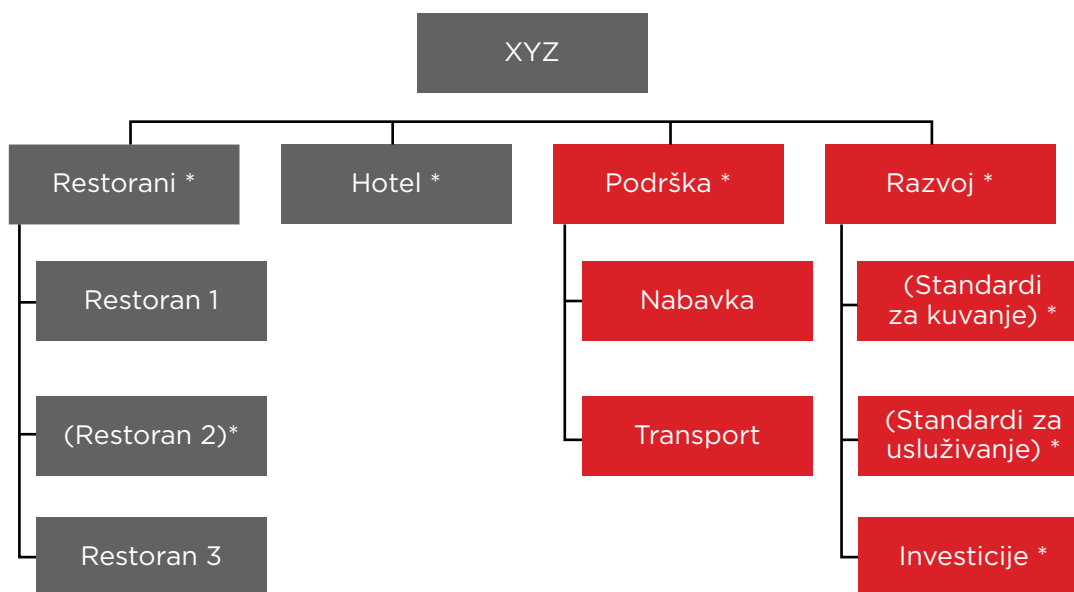 XYZ
Restorani *
Hotel *
Podrška *
Razvoj *
Restoran 1
Nabavka
(Standardi
za kuvanje) *
(Restoran 2)*
Transport
(Standardi za
usluživanje) *
Restoran 3
Investicije *